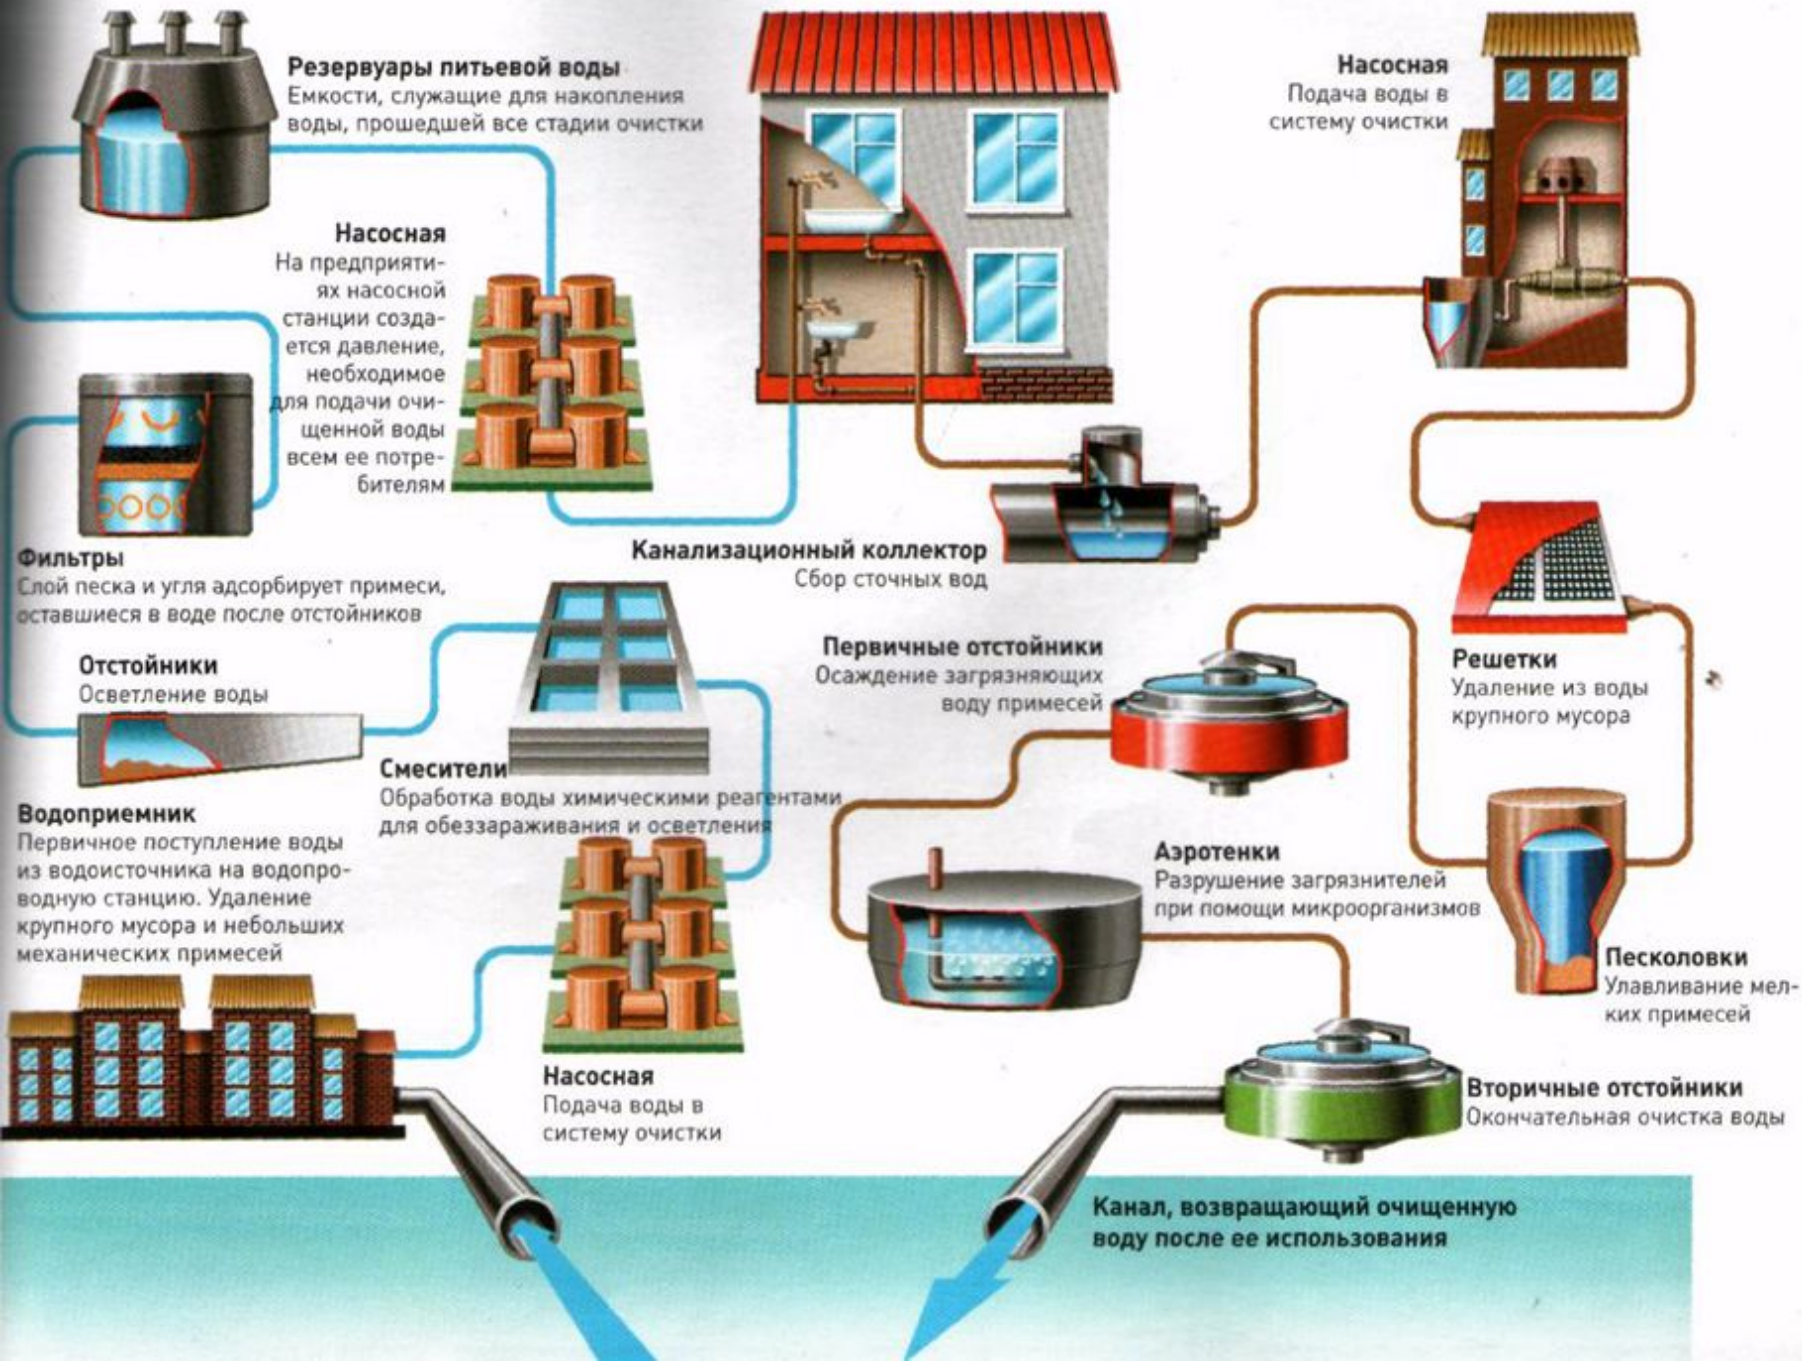 Резервуары питьевой воды
Емкости, служащие для накопления
воды, прошедшей все стадии очистки
Насосная
Подача воды в
систему очистки
Насосная
На предприяти-
ях насосной
станции созда-
ется давление,
необходимое
для подачи очи-
щенной воды
всем ее потре-
бителям
Фильтры
Слой песка и угля адсорбирует примеси,
оставшиеся в воде после отстойников
Канализационный коллектор
Сбор сточных вод
Отстойники
Осветление воды
Первичные отстойники
Осаждение загрязняющих
воду примесей
Решетки
Удаление из воды
крупного мусора
Смесители
Обработка воды химическими реагентами
для обеззараживания и осветления
Водоприемник
Первичное поступление воды
из водоисточника на водопро-
водную станцию. Удаление
крупного мусора и небольших
механических примесей
Аэротенки
Разрушение загрязнителей
при помощи микроорганизмов
Песколовки
Улавливание мел-
ких примесей
Насосная
Подача воды в
систему очистки
Вторичные отстойники
Окончательная очистка воды
Канал, возвращающий очищенную
воду после ее использования